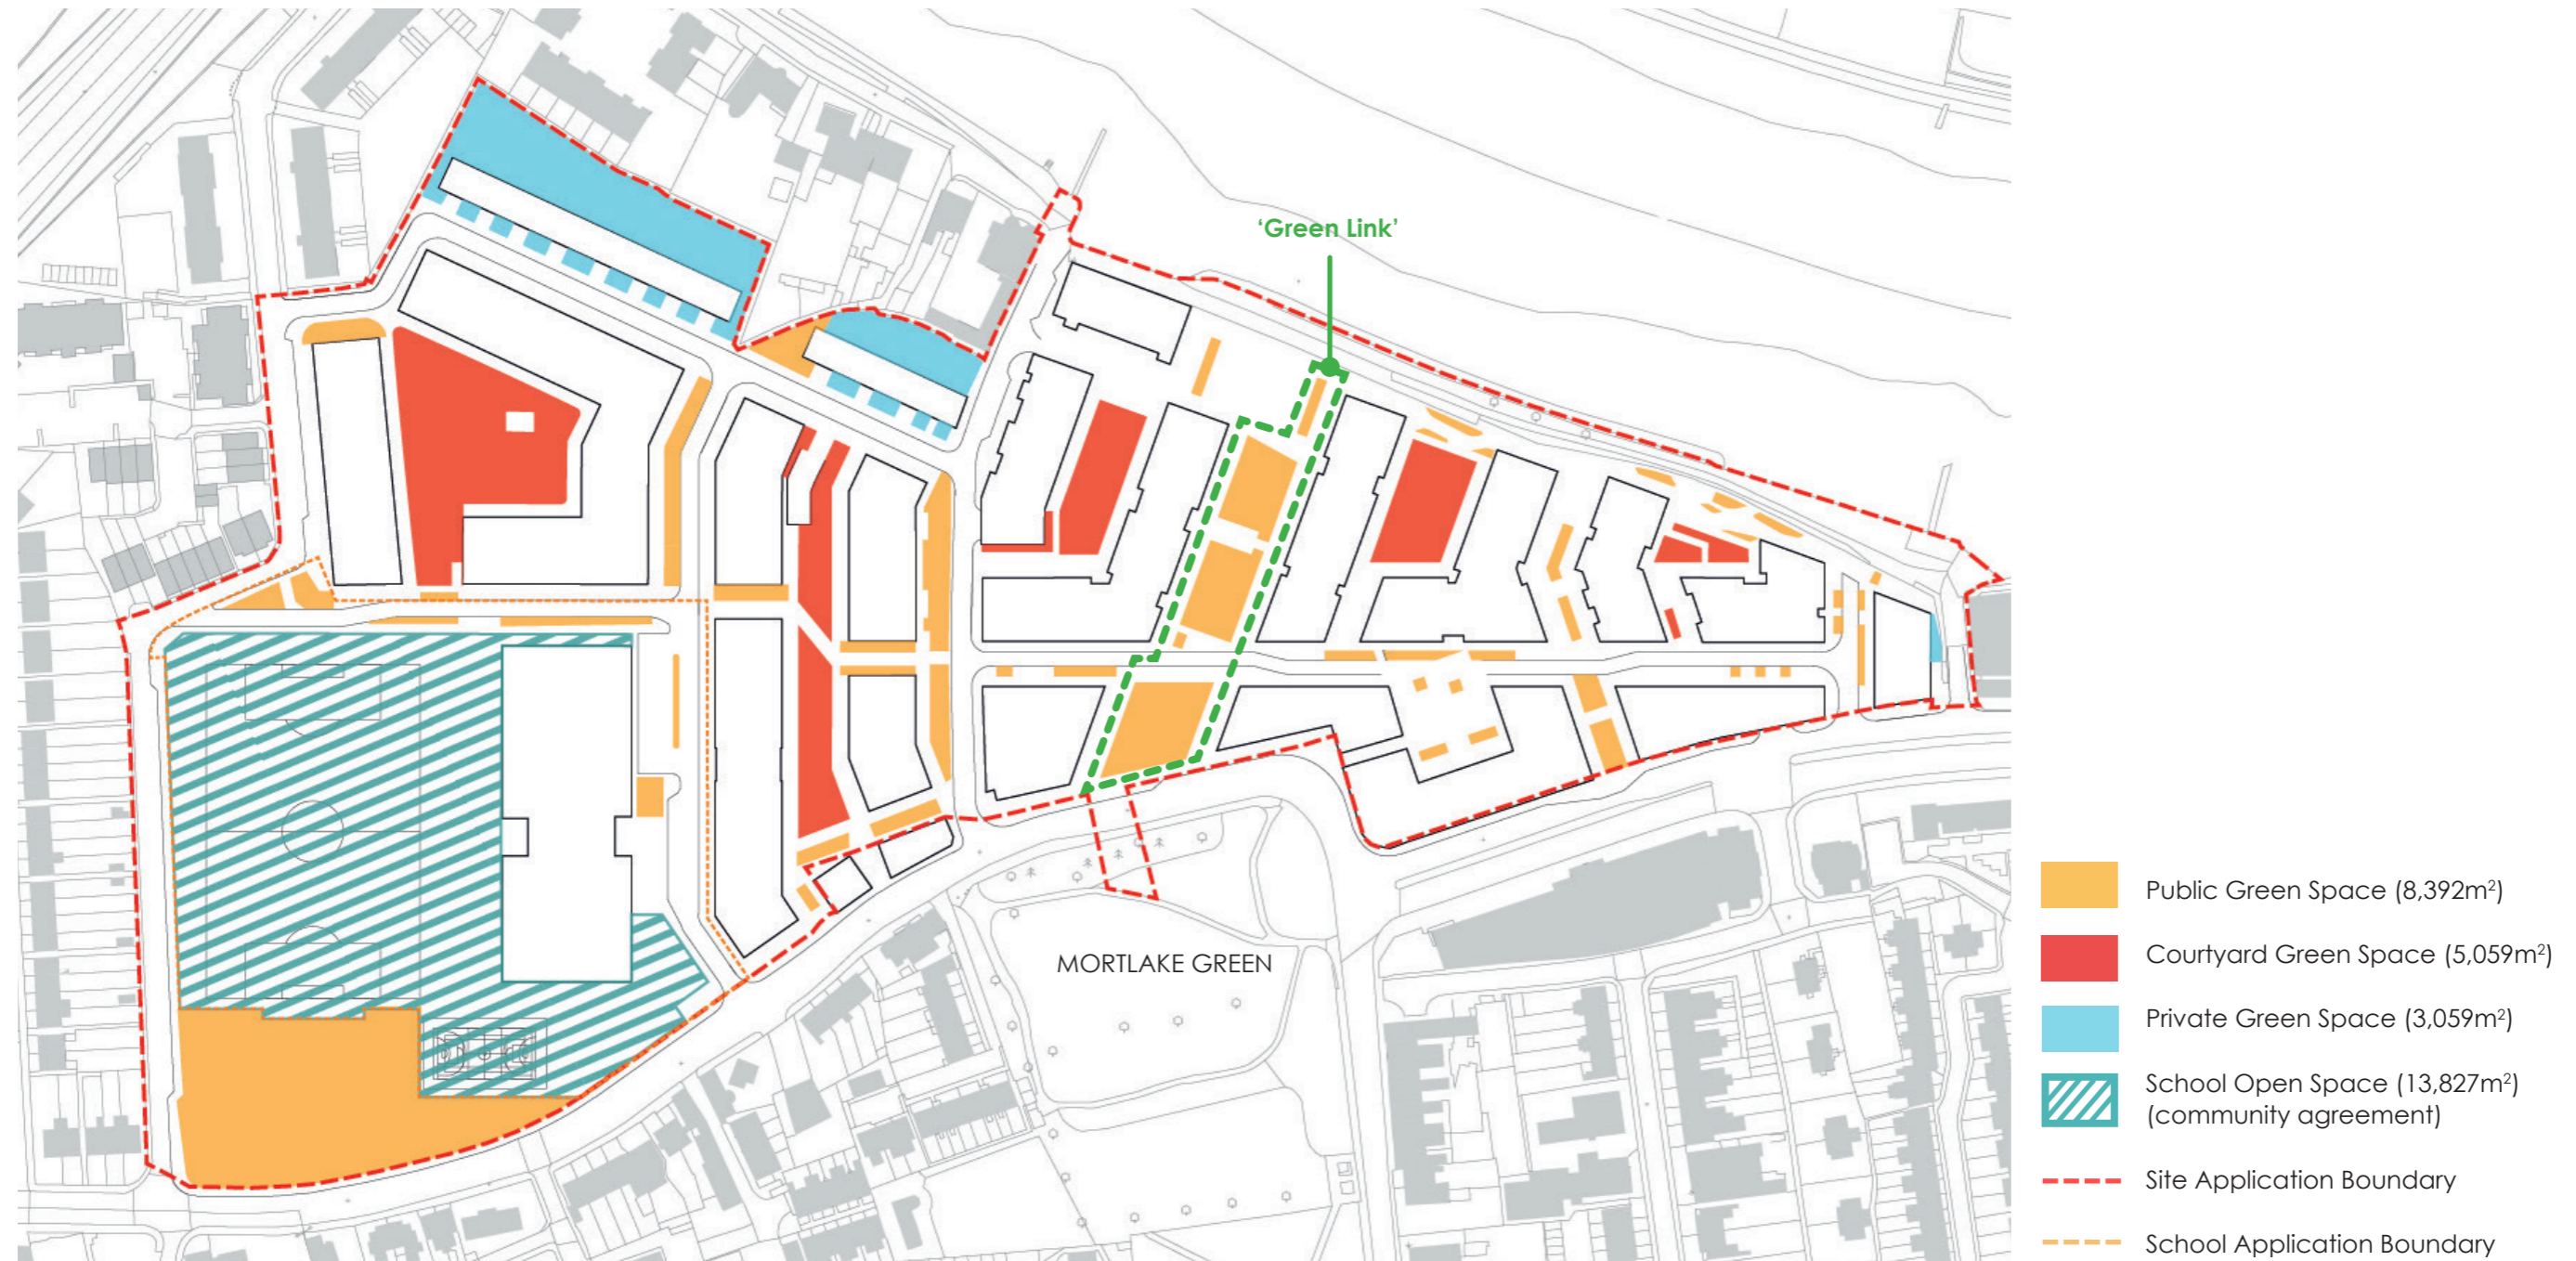 ‘Green Link’
MORTLAKE GREEN
Public Green Space (8,392m²)
Courtyard Green Space (5,059m²)
Private Green Space (3,059m²)
School Open Space (13,827m²)
(community agreement)
Site Application Boundary
School Application Boundary